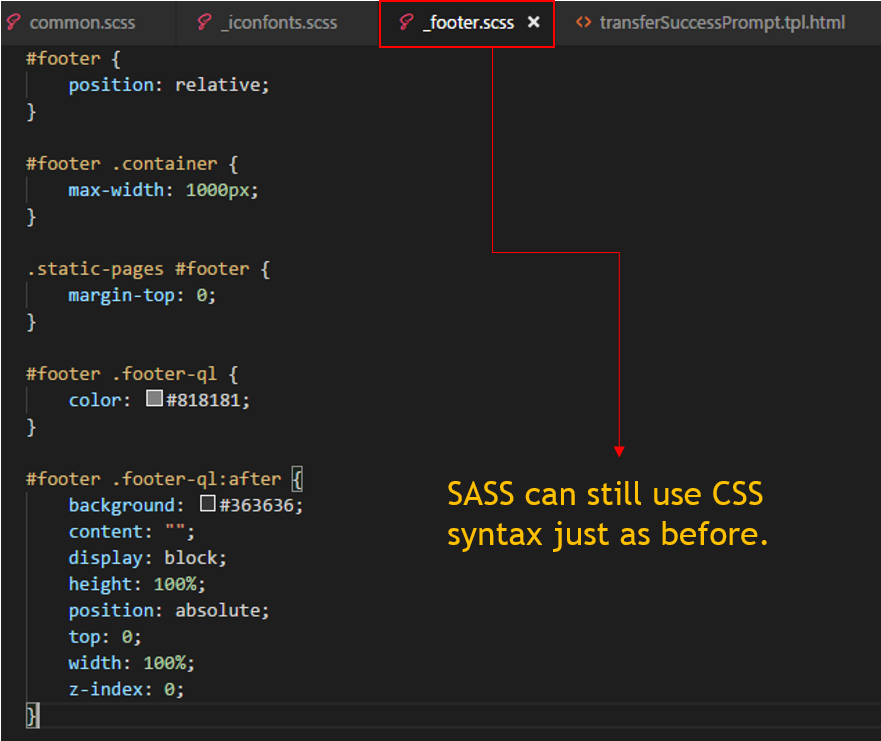 common.scss _iconfonts.scss _footer.scss × transferSuccessPrompt.tpl.html
#footer {
position: relative;
}
#footer .container {
max-width: 1000px;
}
.static-pages #footer {
margin-top: 0;
}
#footer .footer-ql {
color: #818181;
}
#footer .footer-ql:after {
background: #363636;
content: "";
display: block;
height: 100%;
position: absolute;
top: 0;
width: 100%;
z-index: 0;
}
SASS can still use CSS
syntax just as before.